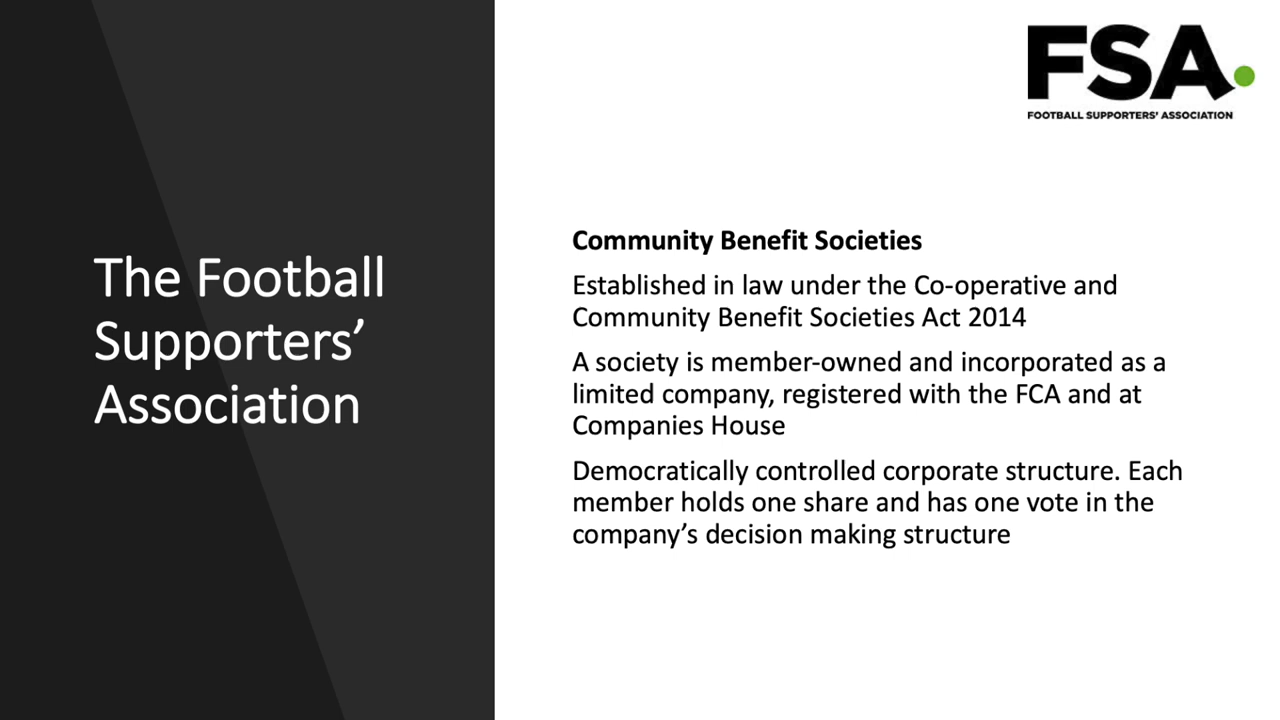 FSA.
FOOTBALL SUPPORTERS' ASSOCIATION
The Football
Supporters’
Association
Community Benefit Societies
Established in law under the Co-operative and
Community Benefit Societies Act 2014
A society is member-owned and incorporated as a
limited company, registered with the FCA and at
Companies House
Democratically controlled corporate structure. Each
member holds one share and has one vote in the
company’s decision making structure